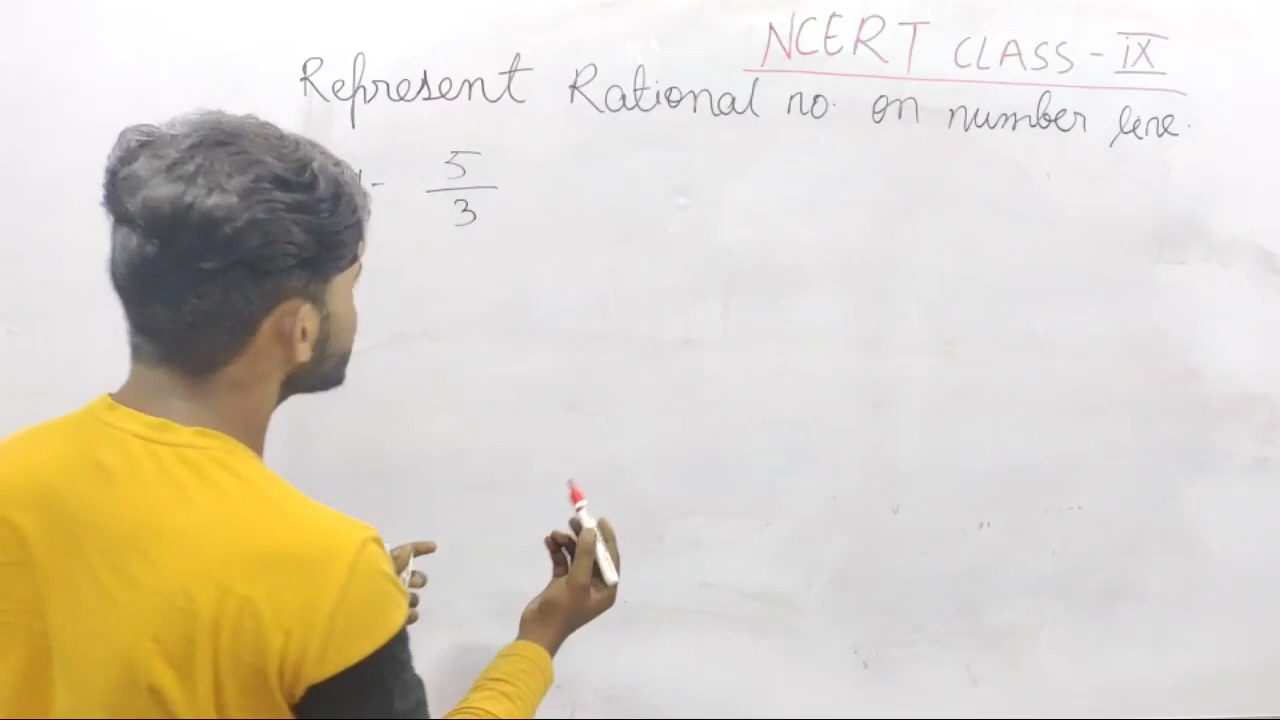 NCERT CLASS - IX
Represent Rational no. on number line.
5
3